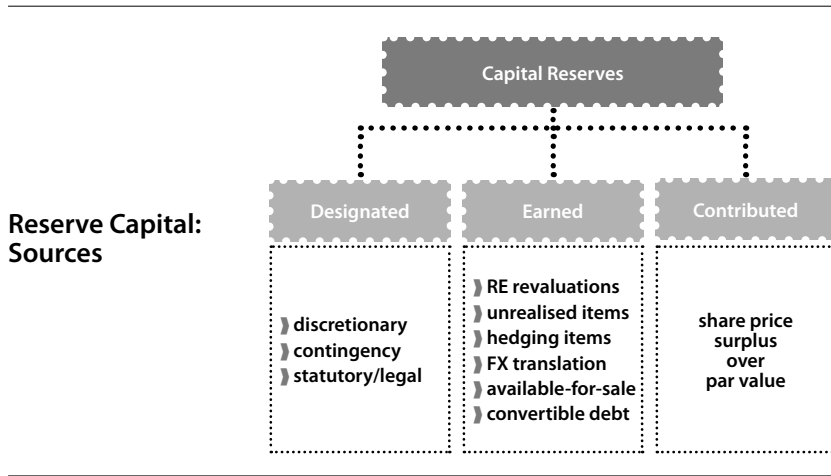 Capital Reserves
Reserve Capital:
Sources
Designated
discretionary
contingency
statutory/legal
Earned
RE revaluations
unrealised items
hedging items
FX translation
available-for-sale
convertible debt
Contributed
share price
surplus
over
par value